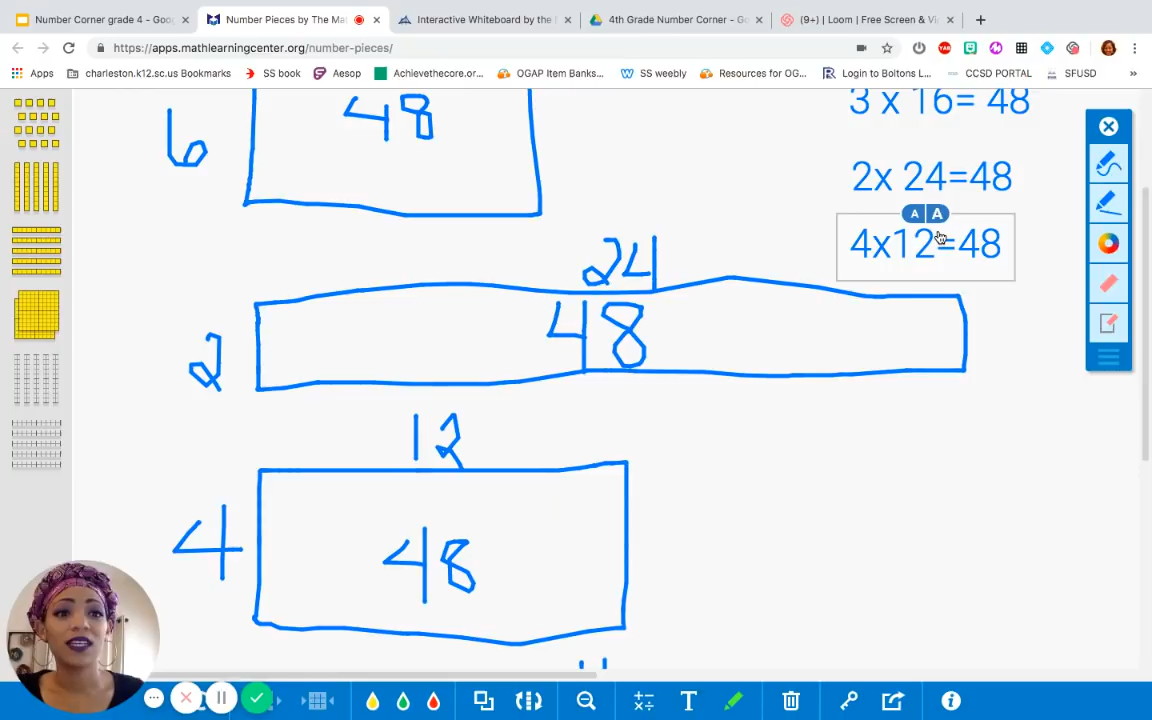 Number Corner grade 4 - Goo
Number Pieces by The Ma
Interactive Whiteboard by the
4th Grade Number Corner - Go
(9+) | Loom | Free Screen & Vi
https://apps.mathlearningcenter.org/number-pieces/
YAB
Apps
charleston.k12.sc.us Bookmarks
SS book
Aesop
Achievethecore.o...
OGAP Item Banks...
SS weebly
Resources for OG...
Login to Boltons L...
CCSD PORTAL
SFUSD
»
3 x 16= 48
6
48
2x 24=48
A A
4x12=48
24
2
48
12
4
48
T